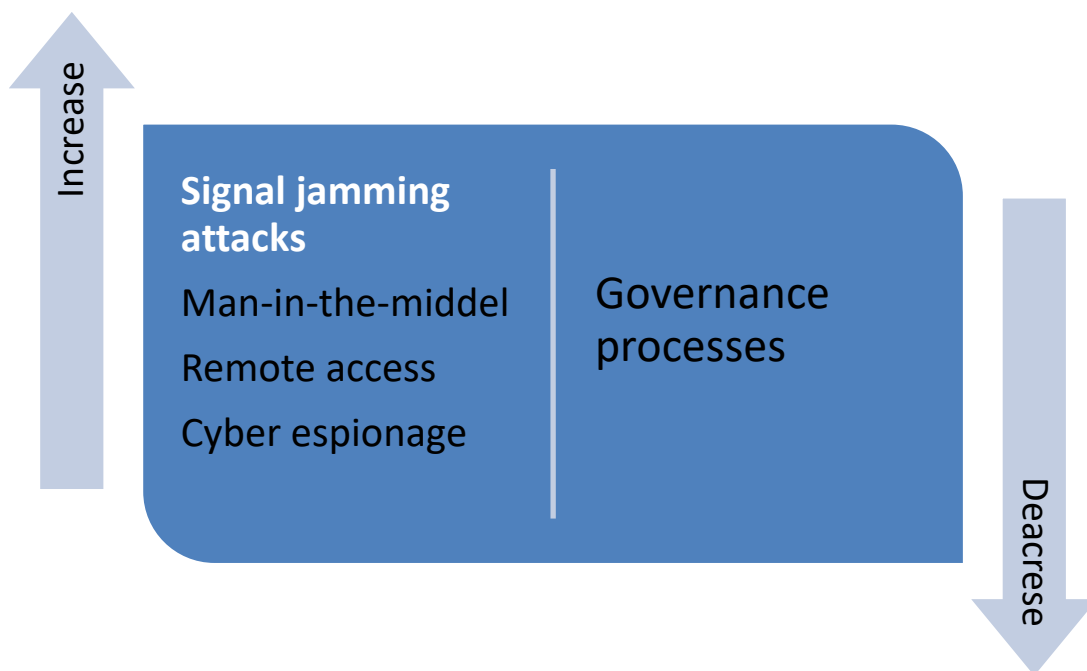 Increase
Signal jamming
attacks
Man-in-the-middel
Remote access
Cyber espionage
Governance
processes
Deacrese